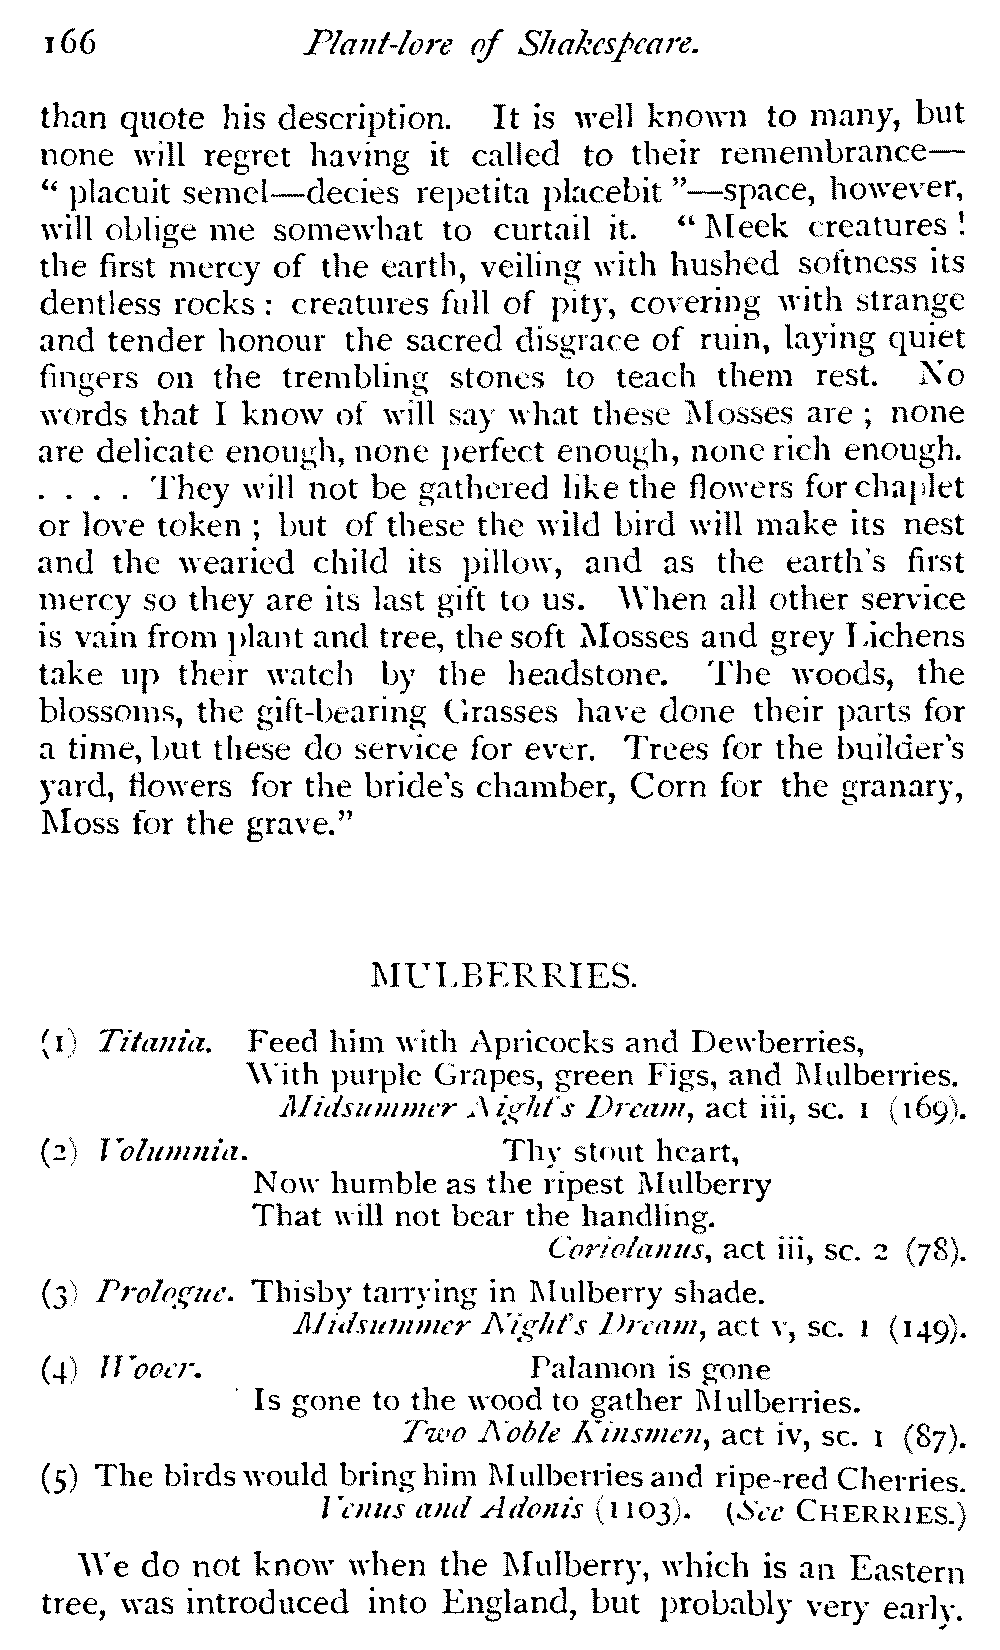 166 Plant-lore of Shakespeare.
than quote his description. It is well known to many, but
none will regret having it called to their remembrance—
“ placuit semel—decies repetita placebit ”—space, however,
will oblige me somewhat to curtail it. “ Meek creatures !
the first mercy of the earth, veiling with hushed softness its
dentless rocks : creatures full of pity, covering with strange
and tender honour the sacred disgrace of ruin, laying quiet
fingers on the trembling stones to teach them rest. No
words that I know of will say what these Mosses are ; none
are delicate enough, none perfect enough, none rich enough.
. . . . They will not be gathered like the flowers for chaplet
or love token ; but of these the wild bird will make its nest
and the wearied child its pillow, and as the earth's first
mercy so they are its last gift to us. When all other service
is vain from plant and tree, the soft Mosses and grey Lichens
take up their watch by the headstone. The woods, the
blossoms, the gift-bearing Grasses have done their parts for
a time, but these do service for ever. Trees for the builder's
yard, flowers for the bride's chamber, Corn for the granary,
Moss for the grave.”
MULBERRIES.
(1) Titania. Feed him with Apricocks and Dewberries,
With purple Grapes, green Figs, and Mulberries.
Midsummer Night's Dream, act iii, sc. 1 (169).
(2) Volumnia. Thy stout heart,
Now humble as the ripest Mulberry
That will not bear the handling.
Coriolanus, act iii, sc. 2 (78).
(3) Prologue. Thisby tarrying in Mulberry shade.
Midsummer Night's Dream, act v, sc. 1 (149).
(4) Wooer. Palamon is gone
Is gone to the wood to gather Mulberries.
Two Noble Kinsmen, act iv, sc. 1 (87).
(5) The birds would bring him Mulberries and ripe-red Cherries.
Venus and Adonis (1103). (See CHERRIES.)
We do not know when the Mulberry, which is an Eastern
tree, was introduced into England, but probably very early.